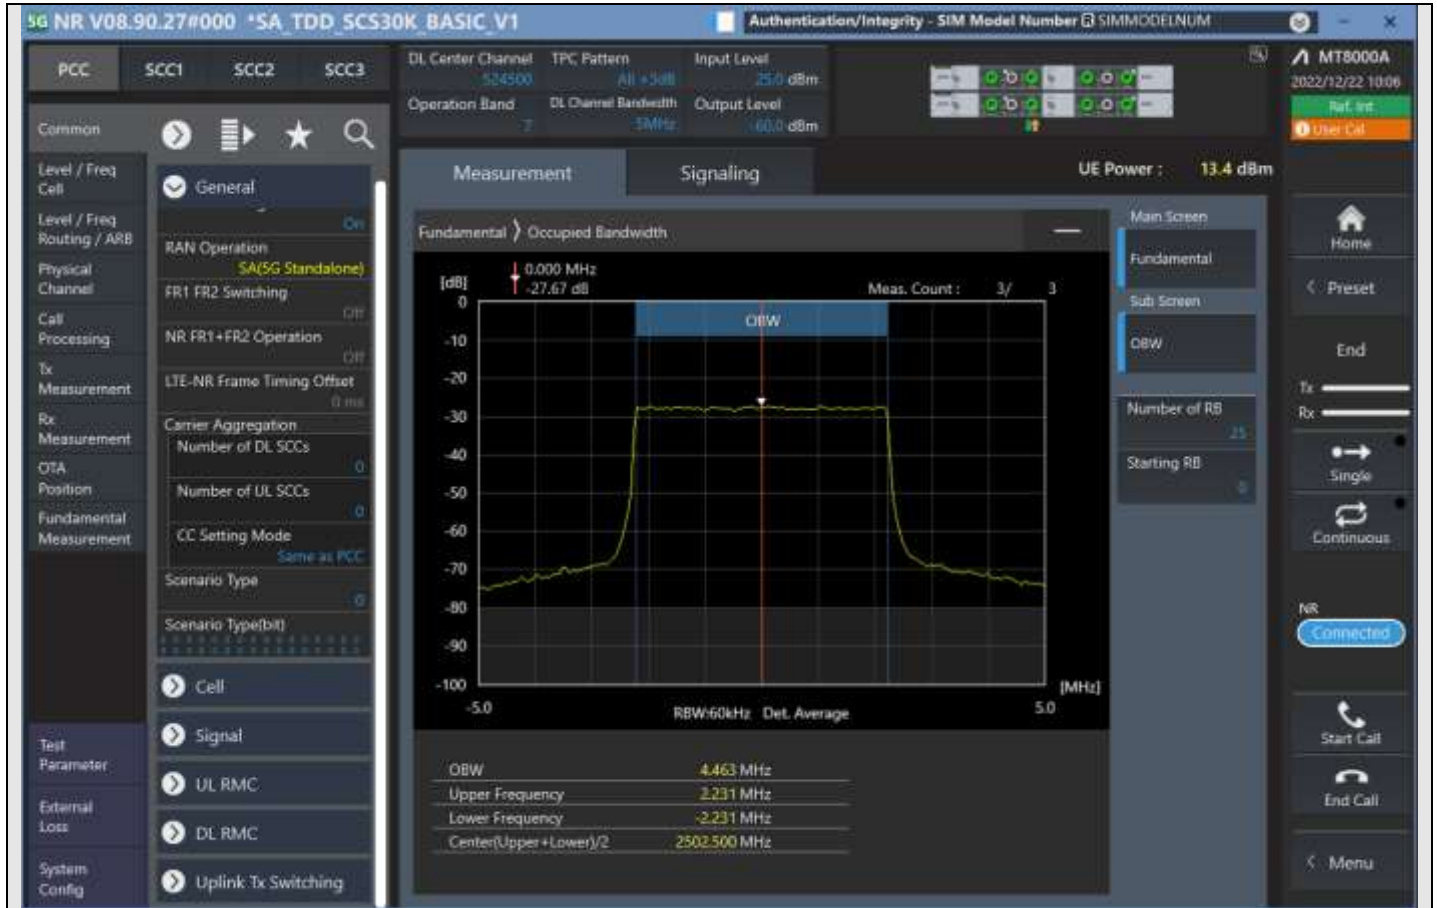 5G NR V08.90.27#000 *SA_TDD_SCS30K_BASIC_V1
Authentication/Integrity - SIM Model Number SIMMODELNUM
PCC SCC1 SCC2 SCC3
DL Center Channel
524500
TPC Pattern
All +3dB
Input Level
25.0 dBm
Operation Band
7
DL Channel Bandwidth
5MHz
Output Level
-60.0 dBm
MT8000A
2022/12/22 10:06
Ref. Int.
User Cal
Common
Level / Freq
Cell
Level / Freq
Routing / ARB
Physical
Channel
Call
Processing
Tx
Measurement
Rx
Measurement
OTA
Position
Fundamental
Measurement
Test
Parameter
External
Loss
System
Config
General
On
RAN Operation
SA(5G Standalone)
FR1 FR2 Switching
Off
NR FR1+FR2 Operation
Off
LTE-NR Frame Timing Offset
0 ms
Carrier Aggregation
Number of DL SCCs
0
Number of UL SCCs
0
CC Setting Mode
Same as PCC
Scenario Type
0
Scenario Type(bit)
Cell
Signal
UL RMC
DL RMC
Uplink Tx Switching
Measurement
Signaling
UE Power : 13.4 dBm
Fundamental Occupied Bandwidth
0.000 MHz
-27.67 dB
Meas. Count : 3/ 3
[dB]
0
-10
-20
-30
-40
-50
-60
-70
-80
-90
-100
OBW
[MHz]
-5.0
RBW:60kHz Det. Average
5.0
OBW 4.463 MHz
Upper Frequency 2.231 MHz
Lower Frequency -2.231 MHz
Center(Upper+Lower)/2 2502.500 MHz
Main Screen
Fundamental
Sub Screen
OBW
Number of RB
25
Starting RB
0
Home
Preset
End
Tx
Rx
Single
Continuous
NR
Connected
Start Call
End Call
Menu